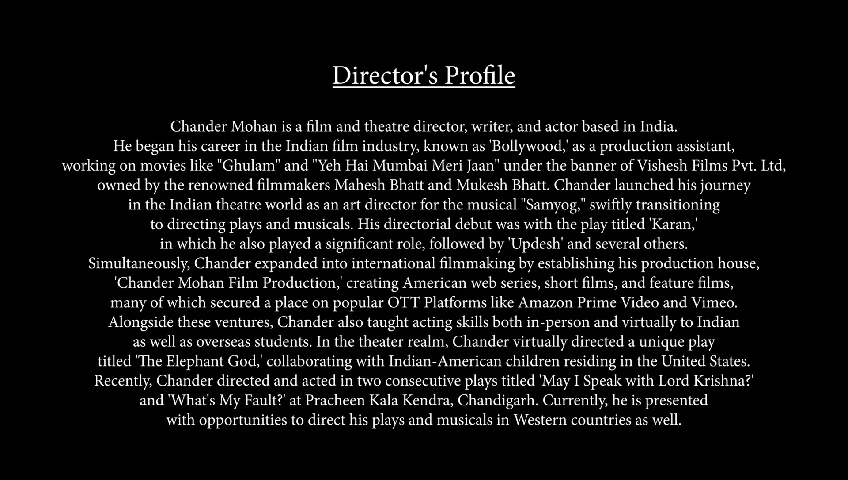 Director's Profile
Chander Mohan is a film and theatre director, writer, and actor based in India.
He began his career in the Indian film industry, known as 'Bollywood,' as a production assistant,
working on movies like "Ghulam" and "Yeh Hai Mumbai Meri Jaan" under the banner of Vishesh Films Pvt. Ltd,
owned by the renowned filmmakers Mahesh Bhatt and Mukesh Bhatt. Chander launched his journey
in the Indian theatre world as an art director for the musical "Samyog," swiftly transitioning
to directing plays and musicals. His directorial debut was with the play titled 'Karan,'
in which he also played a significant role, followed by 'Updesh' and several others.
Simultaneously, Chander expanded into international filmmaking by establishing his production house,
'Chander Mohan Film Production,' creating American web series, short films, and feature films,
many of which secured a place on popular OTT Platforms like Amazon Prime Video and Vimeo.
Alongside these ventures, Chander also taught acting skills both in-person and virtually to Indian
as well as overseas students. In the theater realm, Chander virtually directed a unique play
titled 'The Elephant God,' collaborating with Indian-American children residing in the United States.
Recently, Chander directed and acted in two consecutive plays titled 'May I Speak with Lord Krishna?'
and 'What's My Fault?' at Pracheen Kala Kendra, Chandigarh. Currently, he is presented
with opportunities to direct his plays and musicals in Western countries as well.